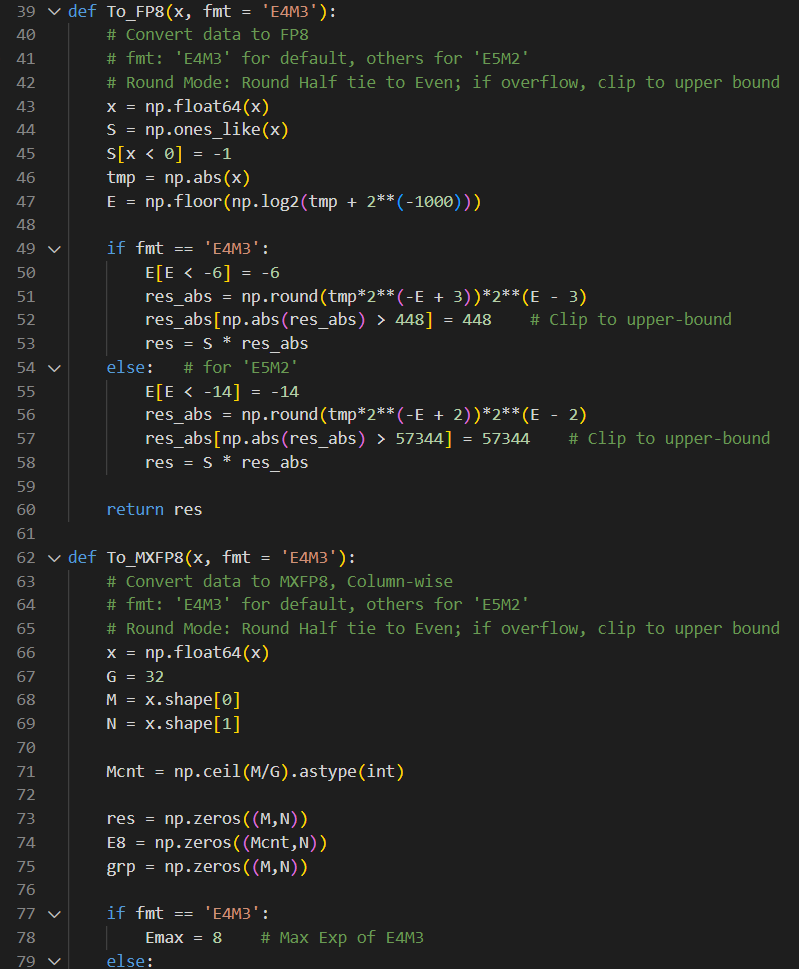 39 def To_FP8(x, fmt = 'E4M3'):
40     # Convert data to FP8
41     # fmt: 'E4M3' for default, others for 'E5M2'
42     # Round Mode: Round Half tie to Even; if overflow, clip to upper bound
43     x = np.float64(x)
44     S = np.ones_like(x)
45     S[x < 0] = -1
46     tmp = np.abs(x)
47     E = np.floor(np.log2(tmp + 2**(-1000)))
48
49     if fmt == 'E4M3':
50         E[E < -6] = -6
51         res_abs = np.round(tmp*2**(-E + 3))*2**(E - 3)
52         res_abs[np.abs(res_abs) > 448] = 448    # Clip to upper-bound
53         res = S * res_abs
54     else:   # for 'E5M2'
55         E[E < -14] = -14
56         res_abs = np.round(tmp*2**(-E + 2))*2**(E - 2)
57         res_abs[np.abs(res_abs) > 57344] = 57344    # Clip to upper-bound
58         res = S * res_abs
59
60     return res
61
62 def To_MXFP8(x, fmt = 'E4M3'):
63     # Convert data to MXFP8, Column-wise
64     # fmt: 'E4M3' for default, others for 'E5M2'
65     # Round Mode: Round Half tie to Even; if overflow, clip to upper bound
66     x = np.float64(x)
67     G = 32
68     M = x.shape[0]
69     N = x.shape[1]
70
71     Mcnt = np.ceil(M/G).astype(int)
72
73     res = np.zeros((M,N))
74     E8 = np.zeros((Mcnt,N))
75     grp = np.zeros((M,N))
76
77     if fmt == 'E4M3':
78         Emax = 8    # Max Exp of E4M3
79     else: